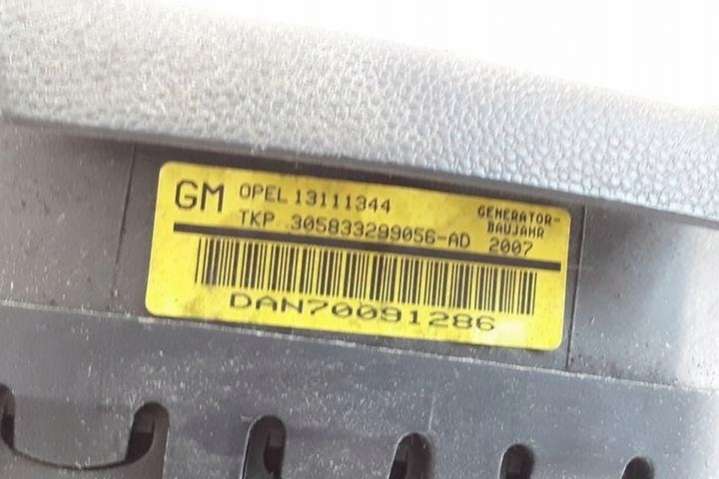 GM OPEL 13111344
TKP 305833299056-AD
GENERATOR-
BAUJAHR
2007
DAN70091286